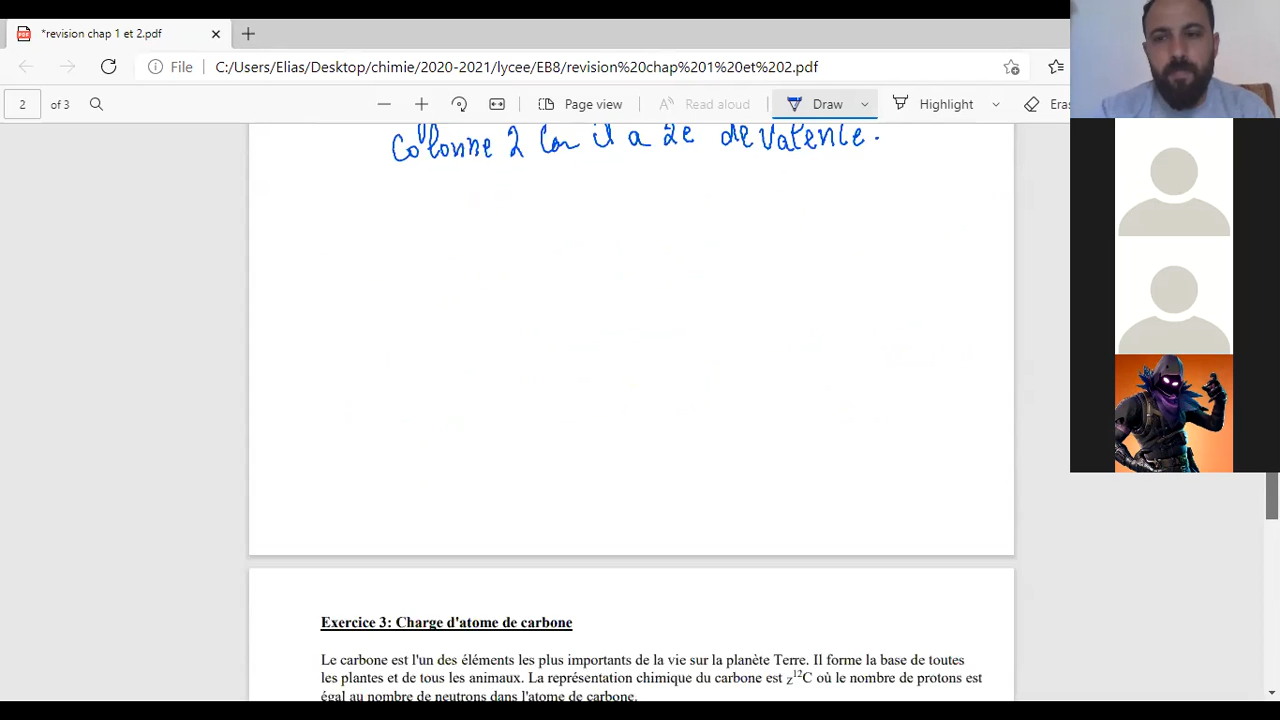 *revision chap 1 et 2.pdf
File C:/Users/Elias/Desktop/chimie/2020-2021/lycee/EB8/revision%20chap%201%20et%202.pdf
2 of 3 Page view Read aloud Draw Highlight Eras
Colonne 2 Car il a 2e de valence.
Exercice 3: Charge d'atome de carbone
Le carbone est l'un des éléments les plus importants de la vie sur la planète Terre. Il forme la base de toutes
les plantes et de tous les animaux. La représentation chimique du carbone est z¹²C où le nombre de protons est
égal au nombre de neutrons dans l'atome de carbone.